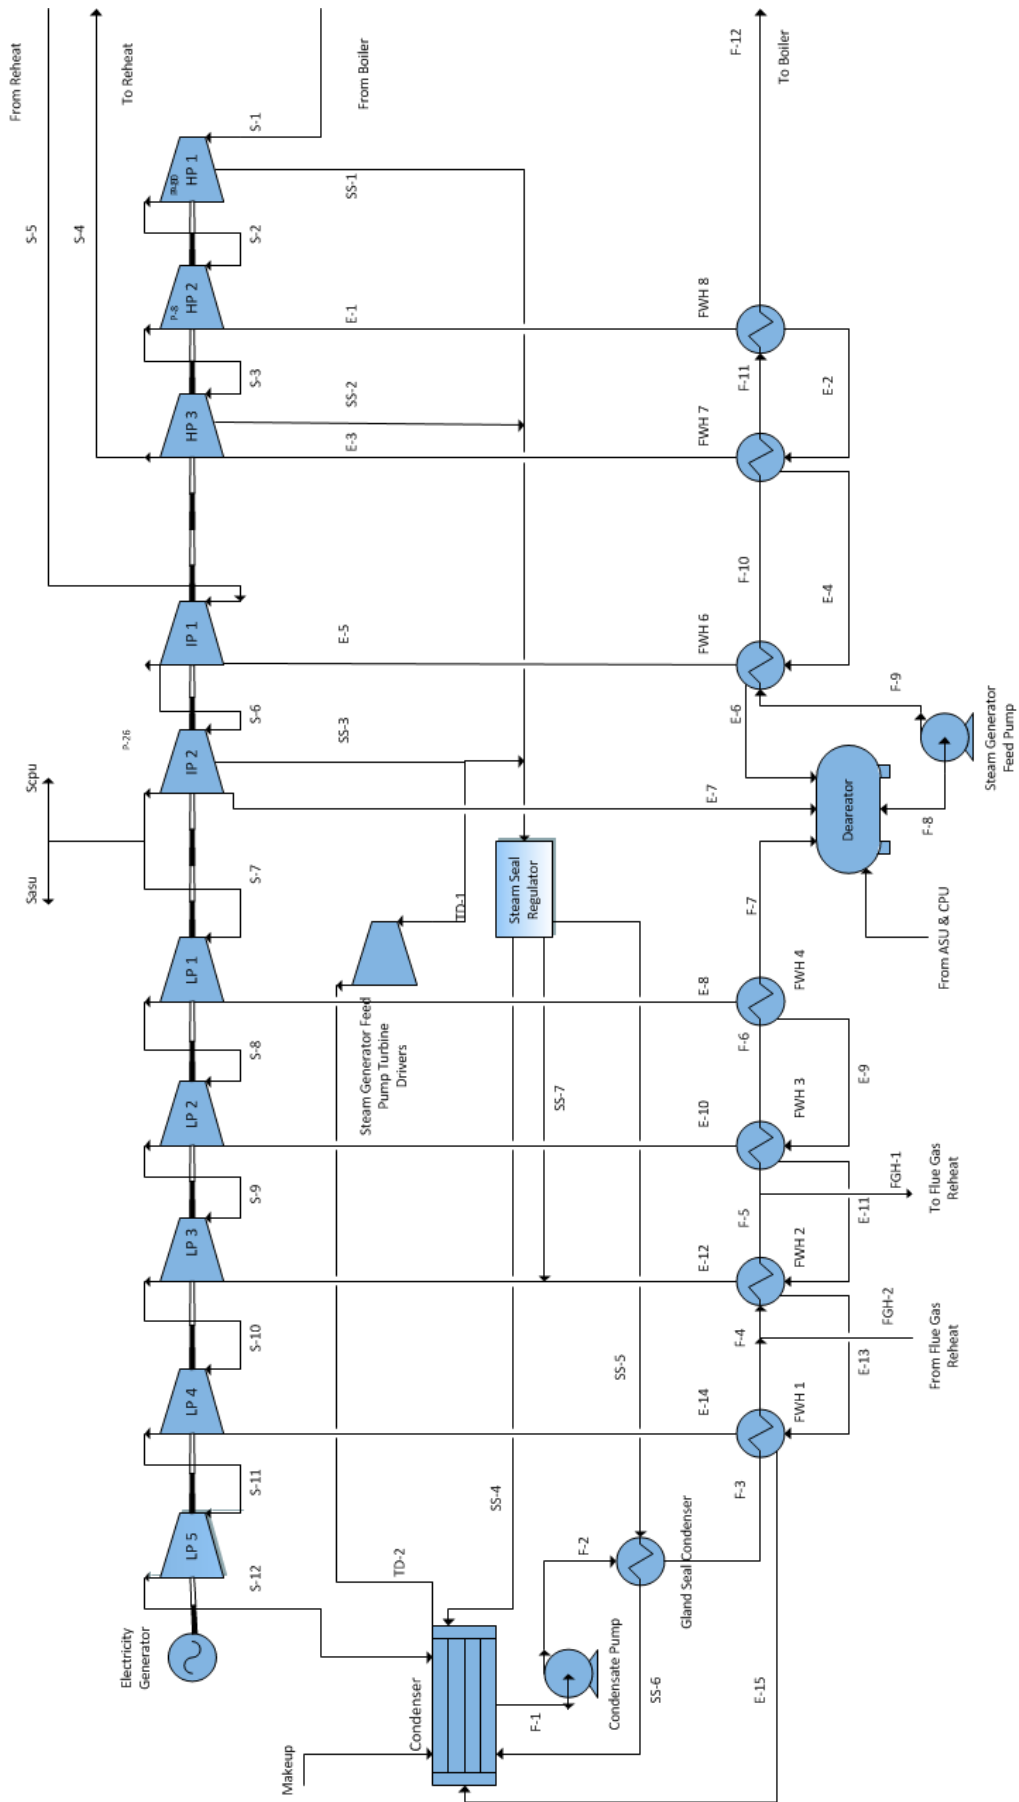 From Reheat
S-5
To Reheat
S-4
From Boiler
S-1
HP 1
SS-1
S-2
HP 2
P-8
E-1
S-3
HP 3
SS-2
E-3
IP 1
E-5
S-6
IP 2
P-26
SS-3
Scpu
Sasu
E-7
S-7
LP 1
TD-1
Steam Seal
Regulator
Steam Generator Feed
Pump Turbine
Drivers
E-8
S-8
LP 2
SS-7
E-10
S-9
LP 3
E-12
S-10
LP 4
SS-5
E-14
S-11
LP 5
SS-4
S-12
TD-2
Electricity
Generator
Condenser
Makeup
F-1
Condensate Pump
F-2
Gland Seal Condenser
SS-6
E-15
F-3
FWH 1
F-4
E-13
FGH-2
From Flue Gas
Reheat
FWH 2
F-5
E-11
FGH-1
To Flue Gas
Reheat
FWH 3
F-6
E-9
FWH 4
F-7
From ASU & CPU
Deareator
F-8
Steam Generator
Feed Pump
F-9
E-6
FWH 6
F-10
E-4
FWH 7
F-11
E-2
FWH 8
F-12
To Boiler